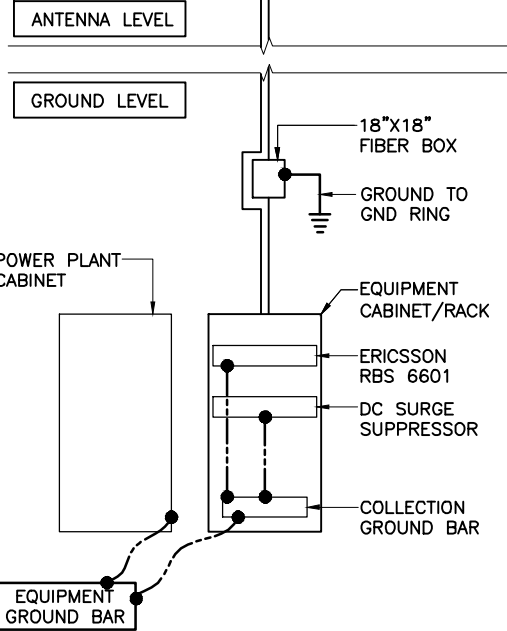 ANTENNA LEVEL
GROUND LEVEL
18"X18"
FIBER BOX
GROUND TO
GND RING
POWER PLANT
CABINET
EQUIPMENT
CABINET/RACK
ERICSSON
RBS 6601
DC SURGE
SUPPRESSOR
COLLECTION
GROUND BAR
EQUIPMENT
GROUND BAR